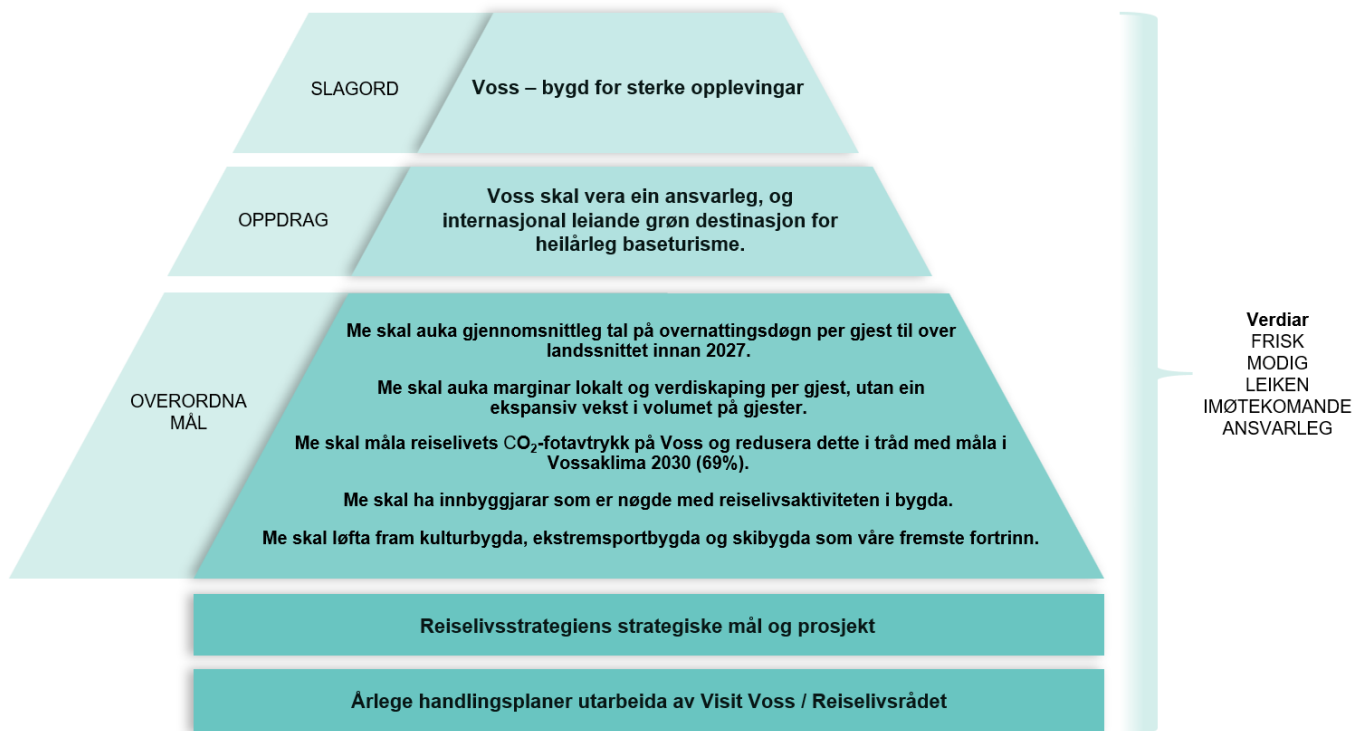 SLAGORD
Voss – bygd for sterke opplevingar
OPPDRAG
Voss skal vera ein ansvarleg, og
internasjonal leiande grøn destinasjon for
heilårleg baseturisme.
OVERORDNA
MÅL
Me skal auka gjennomsnittleg tal på overnattingsdøgn per gjest til over
landssnittet innan 2027.
Me skal auka marginar lokalt og verdiskaping per gjest, utan ein
ekspansiv vekst i volumet på gjester.
Me skal måla reiselivets CO₂-fotavtrykk på Voss og redusera dette i tråd med måla i
Vossaklima 2030 (69%).
Me skal ha innbyggjarar som er nøgde med reiselivsaktiviteten i bygda.
Me skal løfta fram kulturbygda, ekstremsportbygda og skibygda som våre fremste fortrinn.
Reiselivsstrategiens strategiske mål og prosjekt
Årlege handlingsplaner utarbeida av Visit Voss / Reiselivsrådet
Verdiar
FRISK
MODIG
LEIKEN
IMØTEKOMANDE
ANSVARLEG